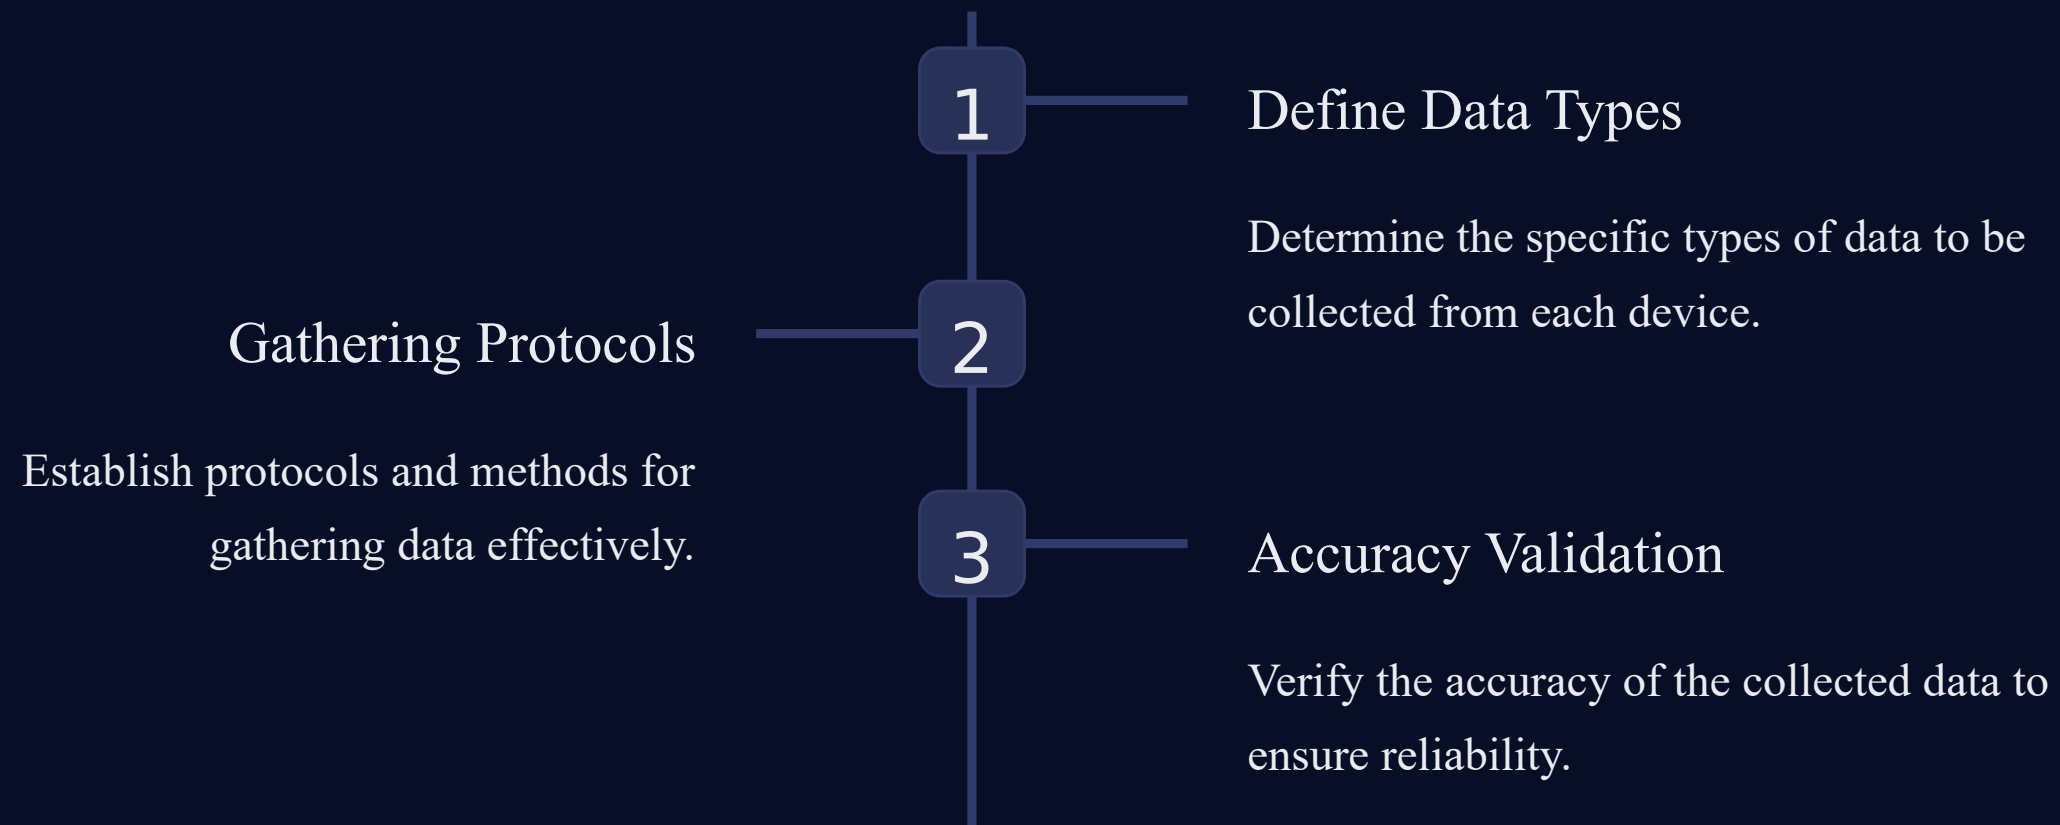 1
Define Data Types
Determine the specific types of data to be
collected from each device.
2
Gathering Protocols
Establish protocols and methods for
gathering data effectively.
3
Accuracy Validation
Verify the accuracy of the collected data to
ensure reliability.